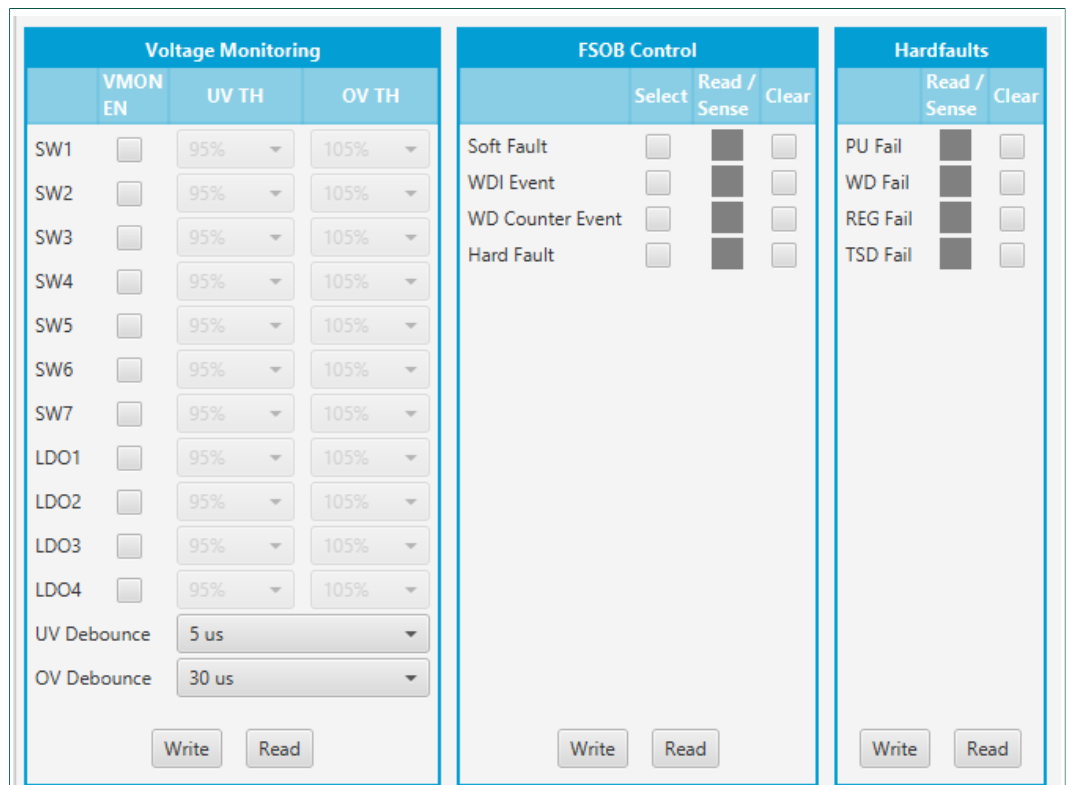 Voltage Monitoring
VMON EN UV TH OV TH
SW1 95% 105%
SW2 95% 105%
SW3 95% 105%
SW4 95% 105%
SW5 95% 105%
SW6 95% 105%
SW7 95% 105%
LDO1 95% 105%
LDO2 95% 105%
LDO3 95% 105%
LDO4 95% 105%
UV Debounce 5 us
OV Debounce 30 us
Write Read
FSOB Control
Select Read / Sense Clear
Soft Fault
WDI Event
WD Counter Event
Hard Fault
Write Read
Hardfaults
Read / Sense Clear
PU Fail
WD Fail
REG Fail
TSD Fail
Write Read